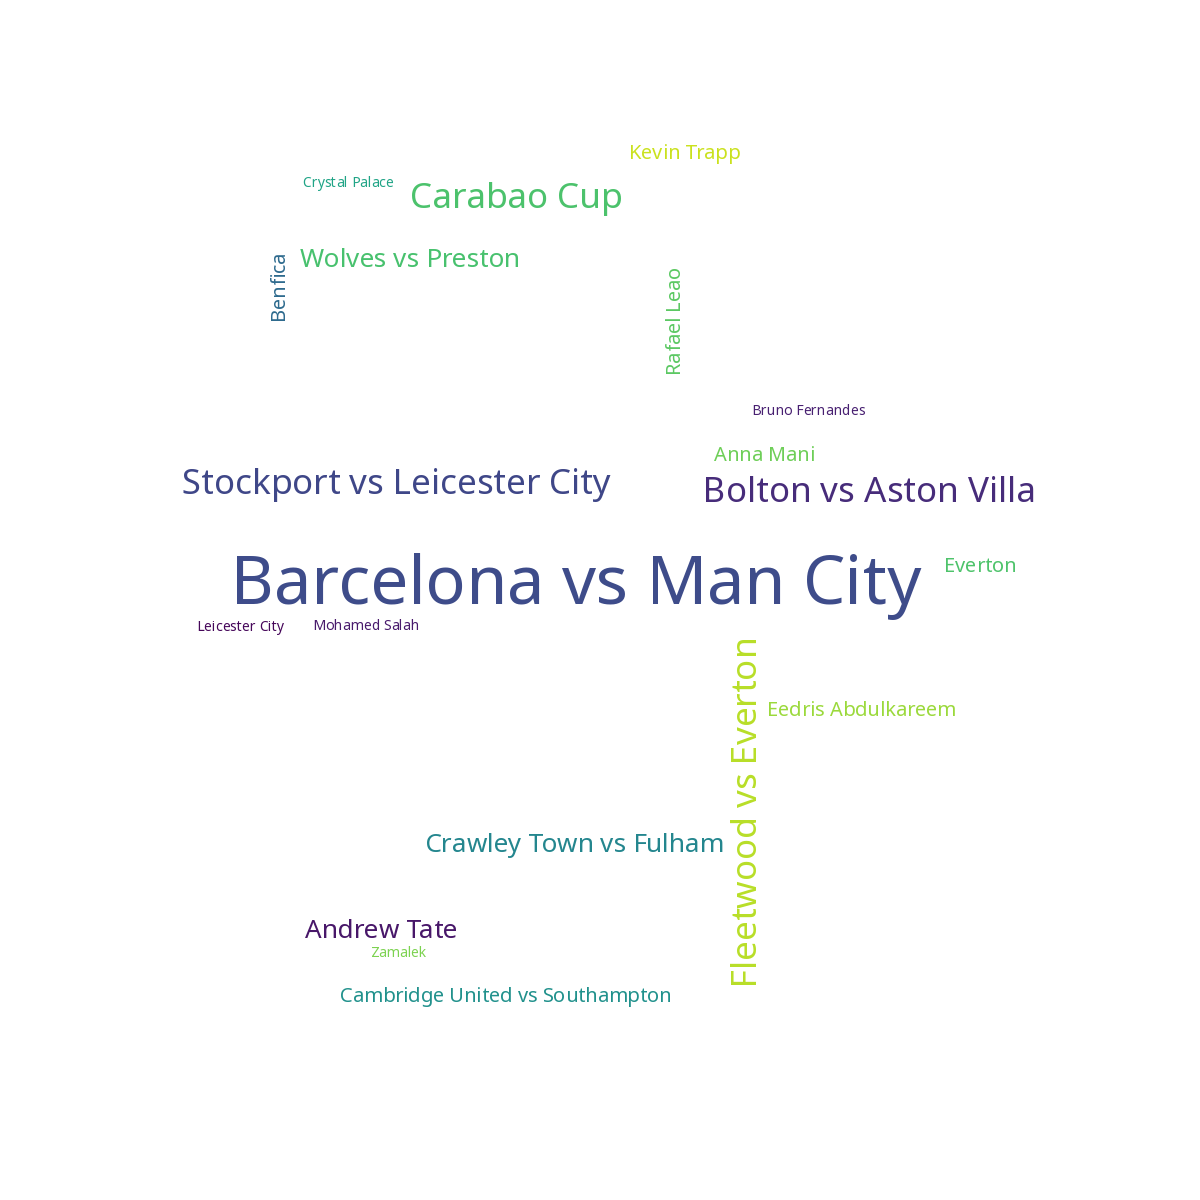 Kevin Trapp
Crystal Palace
Carabao Cup
Wolves vs Preston
Benfica
Rafael Leao
Bruno Fernandes
Anna Mani
Stockport vs Leicester City
Bolton vs Aston Villa
Barcelona vs Man City
Everton
Leicester City
Mohamed Salah
Fleetwood vs Everton
Eedris Abdulkareem
Crawley Town vs Fulham
Andrew Tate
Zamalek
Cambridge United vs Southampton